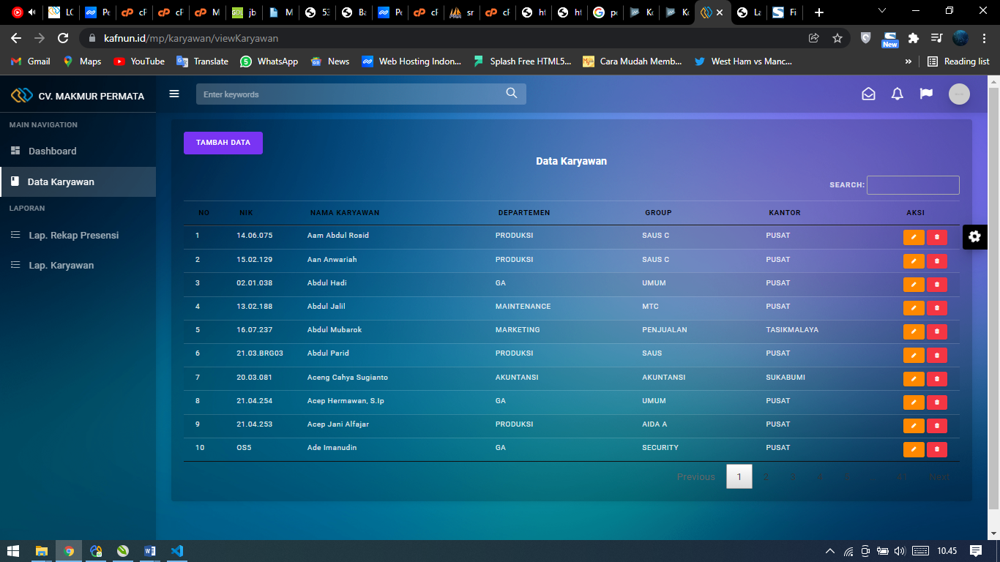 LC
Pe
cP
cP
M
jb
M
53
Ba
Pe
cP
sr
cP
ht
ht
pe
Ko
Ko
La
Fi
kafnun.id/mp/karyawan/viewKaryawan
New
Gmail
Maps
YouTube
Translate
WhatsApp
News
Web Hosting Indon...
Splash Free HTML5...
Cara Mudah Memb...
West Ham vs Manc...
»
Reading list
CV. MAKMUR PERMATA
Enter keywords
MAIN NAVIGATION
Dashboard
Data Karyawan
LAPORAN
Lap. Rekap Presensi
Lap. Karyawan
TAMBAH DATA
Data Karyawan
SEARCH:
NO NIK NAMA KARYAWAN DEPARTEMEN GROUP KANTOR AKSI
1 14.06.075 Aam Abdul Rosid PRODUKSI SAUS C PUSAT
2 15.02.129 Aan Anwariah PRODUKSI SAUS C PUSAT
3 02.01.038 Abdul Hadi GA UMUM PUSAT
4 13.02.188 Abdul Jalil MAINTENANCE MTC PUSAT
5 16.07.237 Abdul Mubarok MARKETING PENJUALAN TASIKMALAYA
6 21.03.BRG03 Abdul Parid PRODUKSI SAUS PUSAT
7 20.03.081 Aceng Cahya Sugianto AKUNTANSI AKUNTANSI SUKABUMI
8 21.04.254 Acep Hermawan, S.Ip GA UMUM PUSAT
9 21.04.253 Acep Jani Alfajar PRODUKSI AIDA A PUSAT
10 OS5 Ade Imanudin GA SECURITY PUSAT
Previous 1 2 3 4 5 … 41 Next
10.45